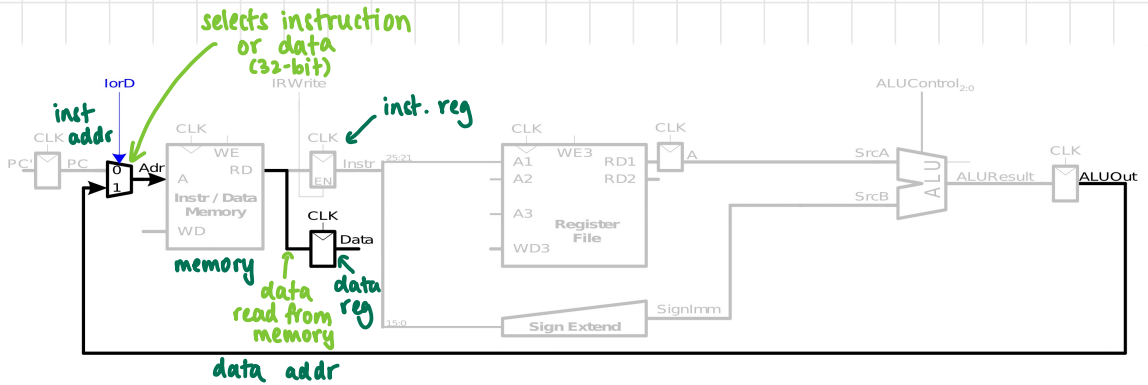 selects instruction
or data
(32-bit)
IorD
IRWrite
ALUControl2:0
inst
addr
inst. reg
CLK
CLK
CLK
CLK
CLK
CLK
PC'
PC
0
1
Adr
A
WE
RD
Instr / Data
Memory
WD
EN
Instr
25:21
A1
A2
A3
WD3
WE3
RD1
RD2
Register
File
A
SrcA
SrcB
ALU
ALUResult
ALUOut
CLK
Data
memory
data
reg
data
read from
memory
15:0
Sign Extend
SignImm
data addr